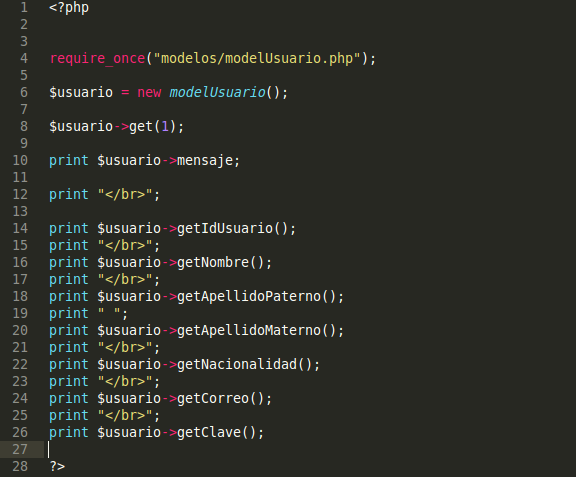 1 <?php
2
3
4 require_once("modelos/modelUsuario.php");
5
6 $usuario = new modelUsuario();
7
8 $usuario->get(1);
9
10 print $usuario->mensaje;
11
12 print "</br>";
13
14 print $usuario->getIdUsuario();
15 print "</br>";
16 print $usuario->getNombre();
17 print "</br>";
18 print $usuario->getApellidoPaterno();
19 print " ";
20 print $usuario->getApellidoMaterno();
21 print "</br>";
22 print $usuario->getNacionalidad();
23 print "</br>";
24 print $usuario->getCorreo();
25 print "</br>";
26 print $usuario->getClave();
27
28 ?>